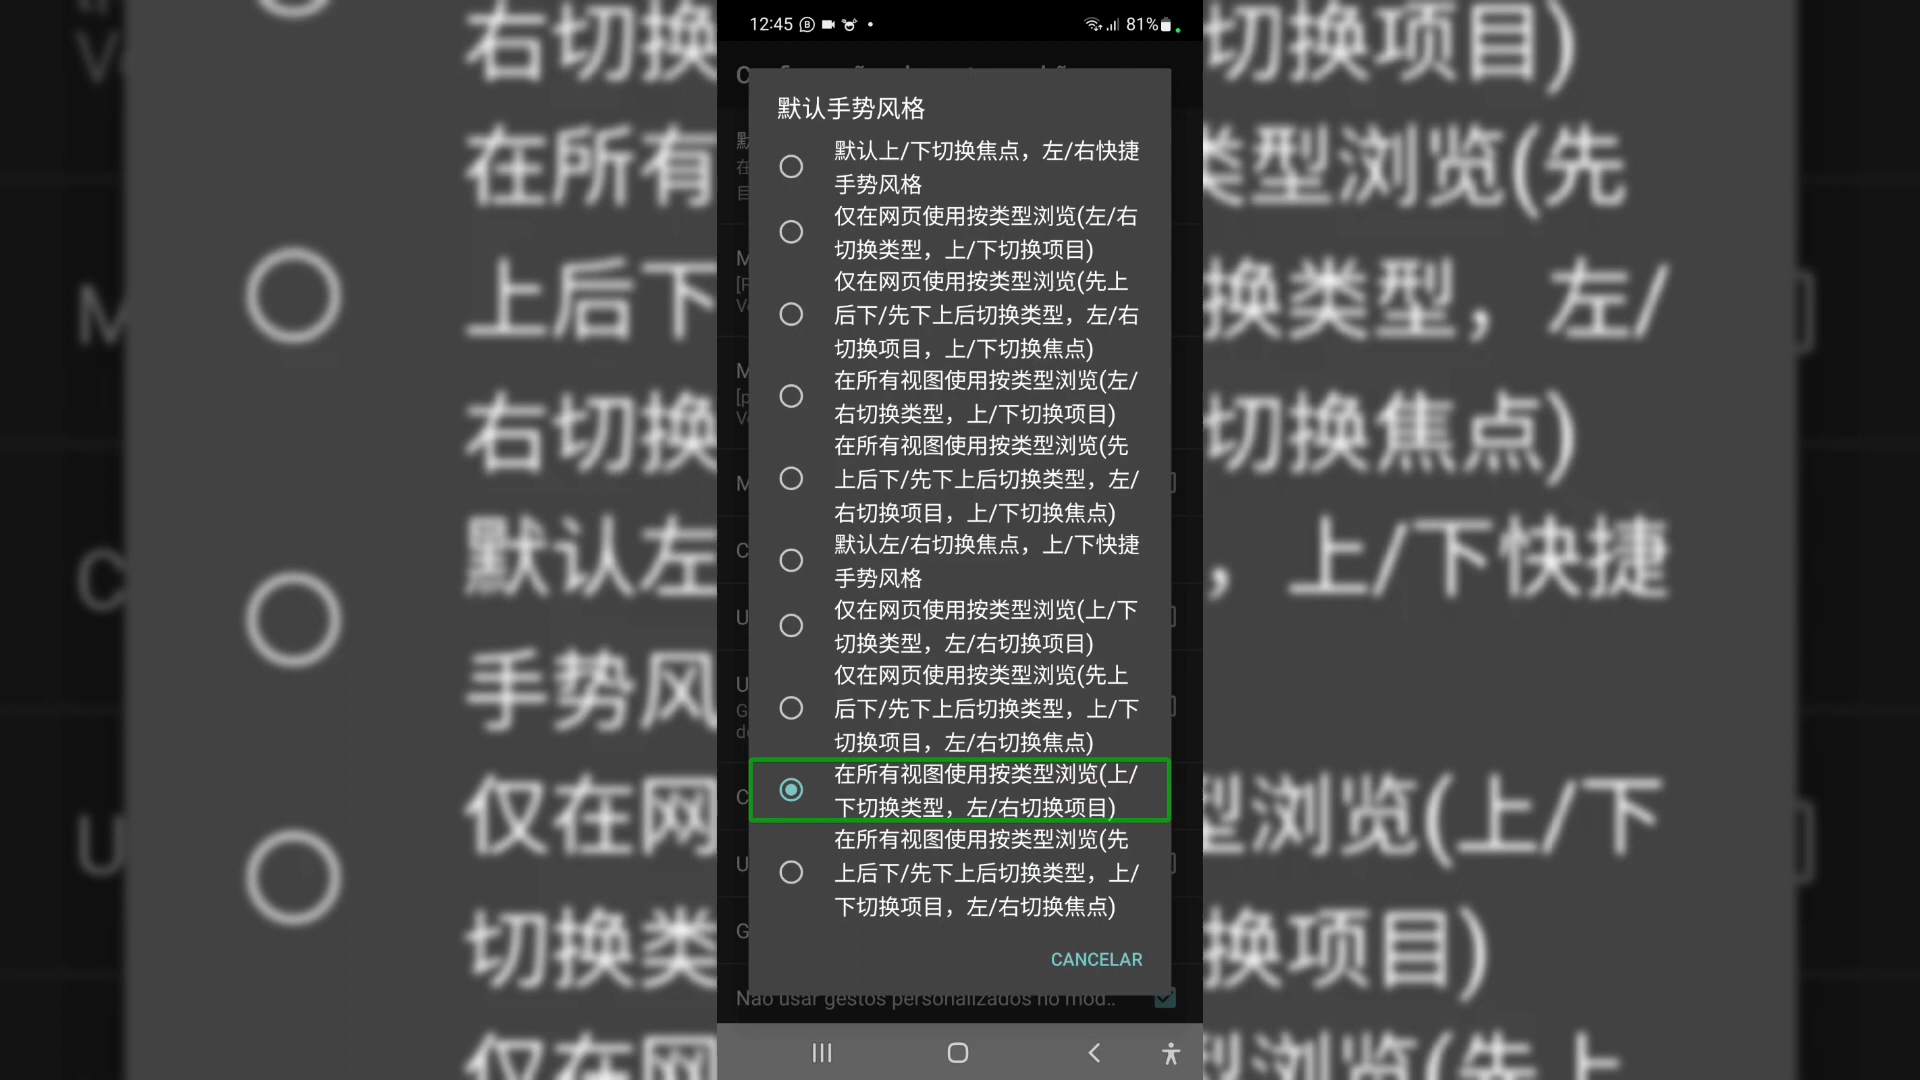 12:45
81%
默认手势风格
默认上/下切换焦点，左/右快捷
手势风格
仅在网页使用按类型浏览(左/右
切换类型，上/下切换项目)
仅在网页使用按类型浏览(先上
后下/先下上后切换类型，左/右
切换项目，上/下切换焦点)
在所有视图使用按类型浏览(左/
右切换类型，上/下切换项目)
在所有视图使用按类型浏览(先
上后下/先下上后切换类型，左/
右切换项目，上/下切换焦点)
默认左/右切换焦点，上/下快捷
手势风格
仅在网页使用按类型浏览(上/下
切换类型，左/右切换项目)
仅在网页使用按类型浏览(先上
后下/先下上后切换类型，上/下
切换项目，左/右切换焦点)
在所有视图使用按类型浏览(上/
下切换类型，左/右切换项目)
在所有视图使用按类型浏览(先
上后下/先下上后切换类型，上/
下切换项目，左/右切换焦点)
CANCELAR
Não usar gestos personalizados no mod..